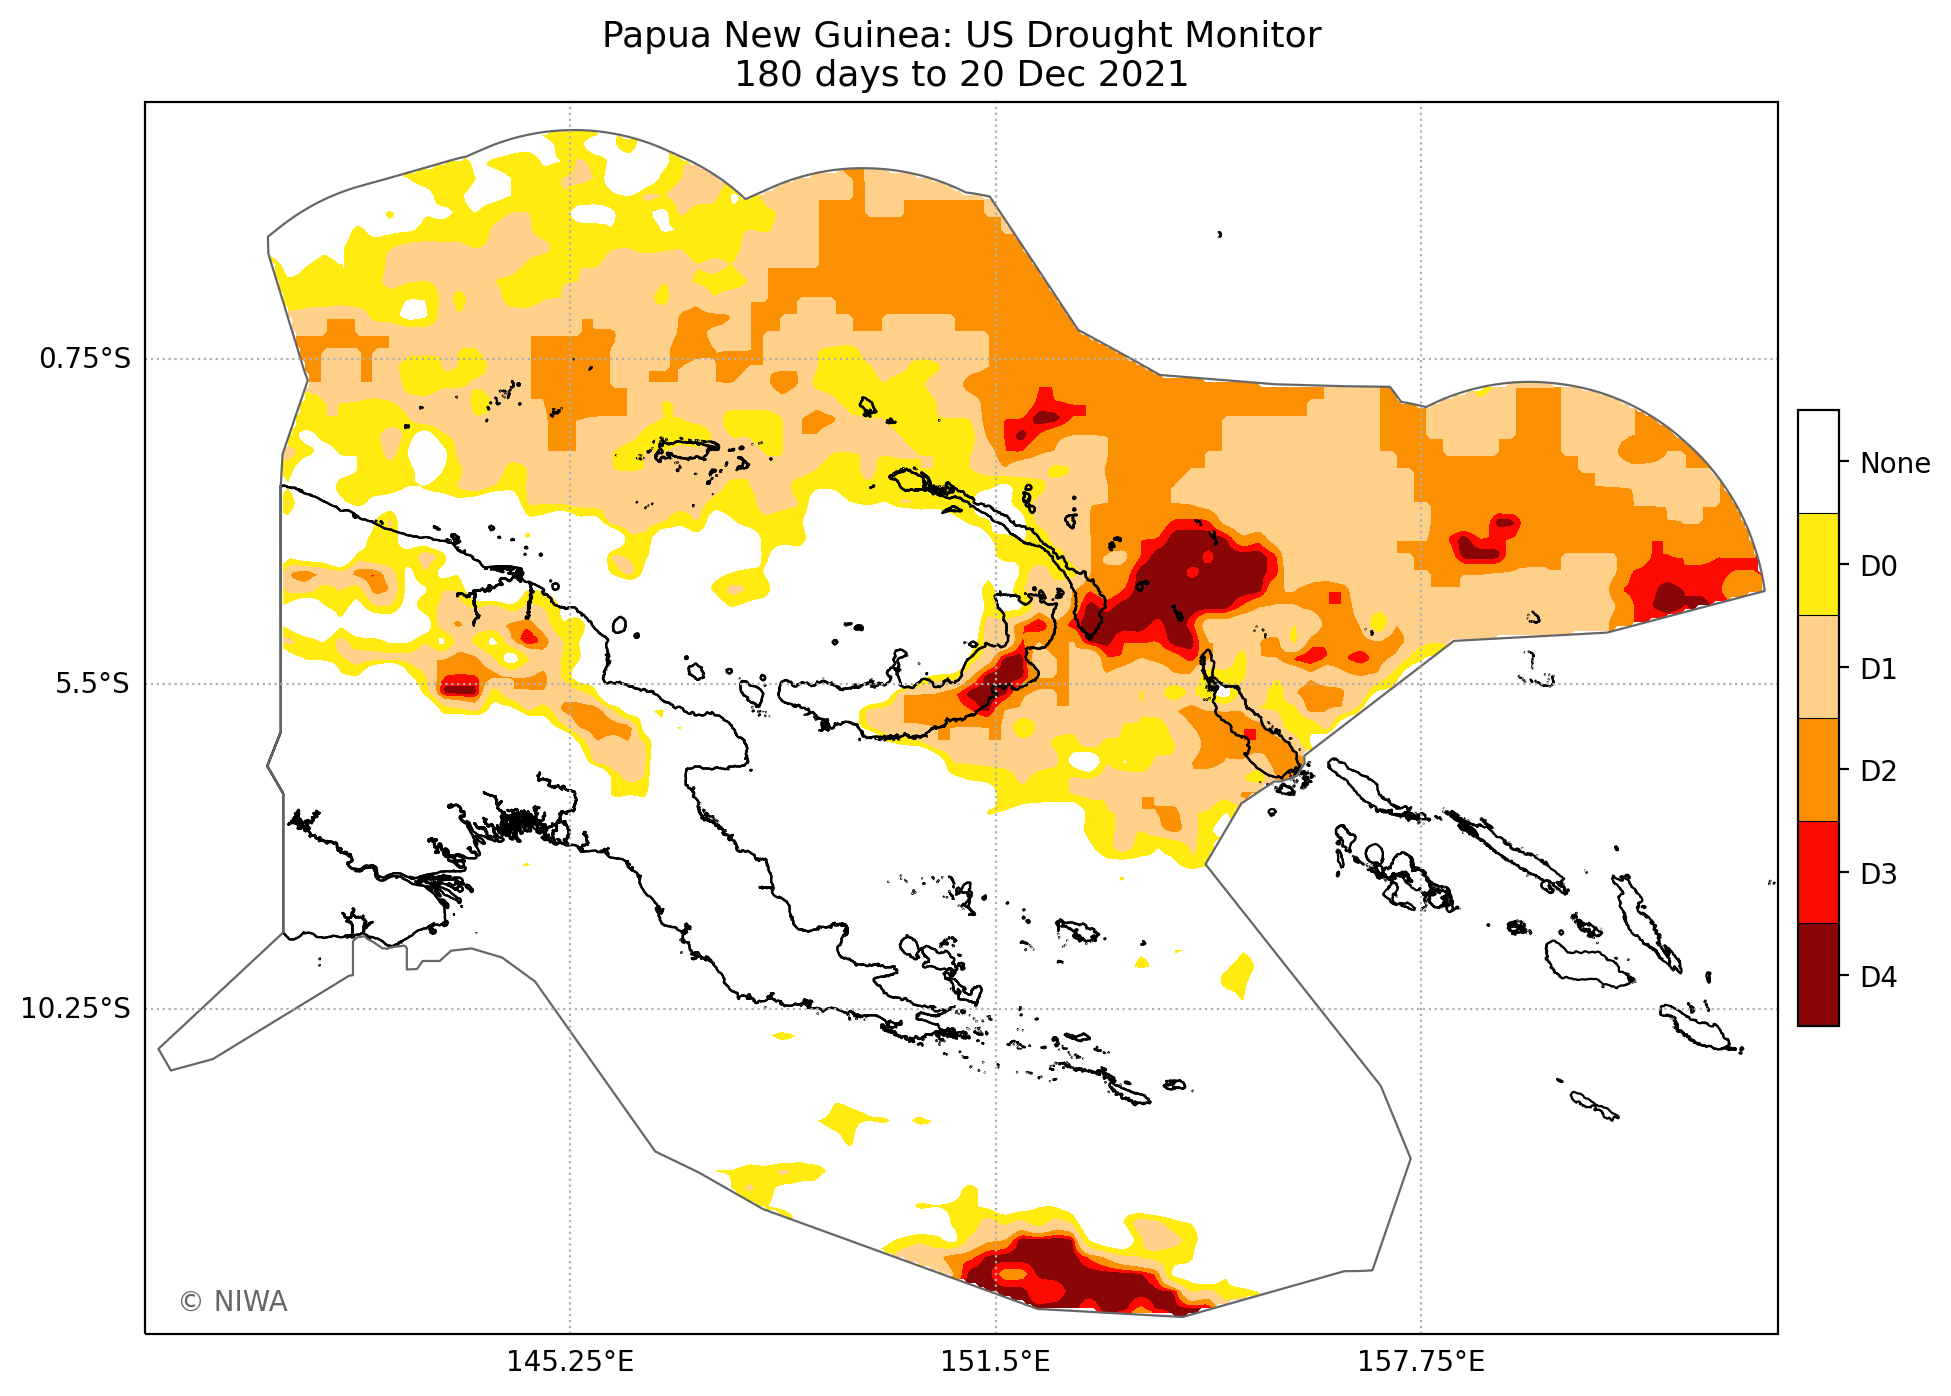 Papua New Guinea: US Drought Monitor
180 days to 20 Dec 2021
0.75°S
5.5°S
10.25°S
145.25°E
151.5°E
157.75°E
None
D0
D1
D2
D3
D4
© NIWA